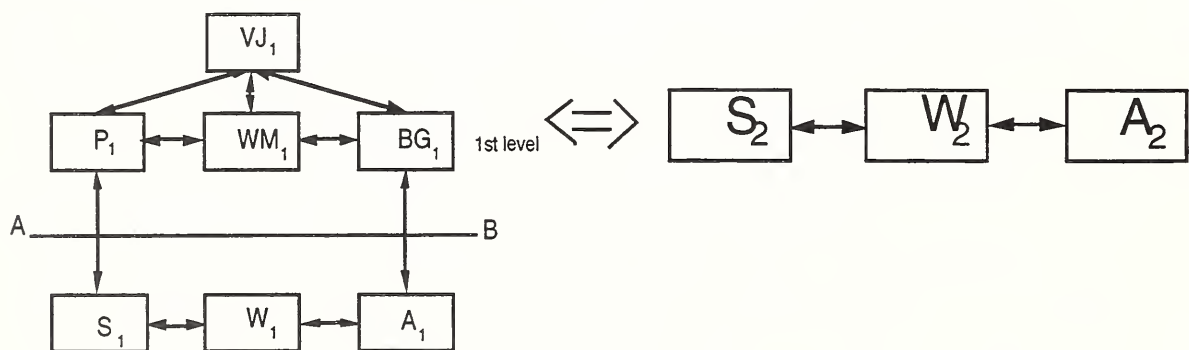 VJ1
P1 WM1 BG1 1st level S2 W2 A2
A B
S1 W1 A1